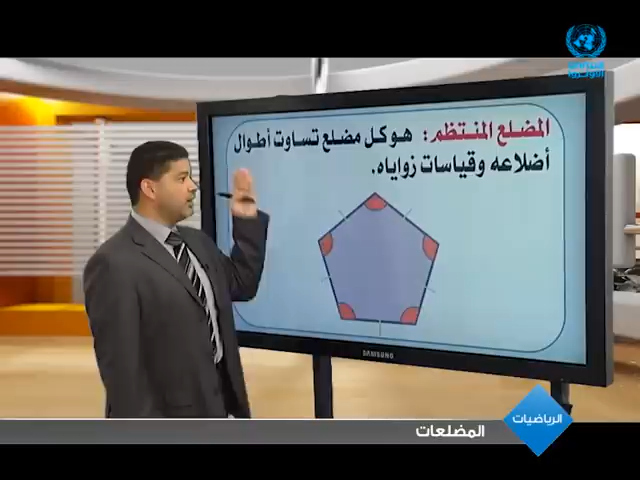 المضلع المنتظم: هو كل مضلع تساوت أطوال
أضلاعه وقياسات زواياه.
SAMSUNG
الرياضيات
المضلعات